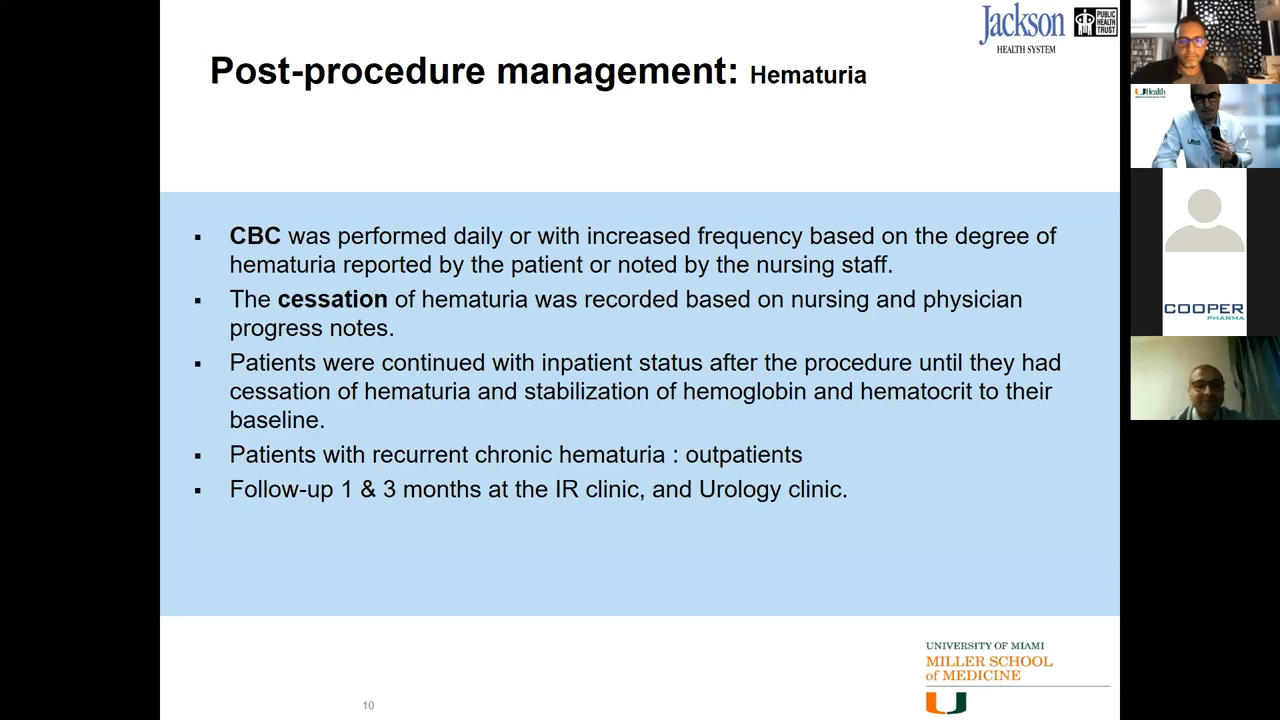 Jackson
HEALTH SYSTEM
PUBLIC
HEALTH
TRUST
Post-procedure management: Hematuria
▪ CBC was performed daily or with increased frequency based on the degree of
hematuria reported by the patient or noted by the nursing staff.
▪ The cessation of hematuria was recorded based on nursing and physician
progress notes.
▪ Patients were continued with inpatient status after the procedure until they had
cessation of hematuria and stabilization of hemoglobin and hematocrit to their
baseline.
▪ Patients with recurrent chronic hematuria : outpatients
▪ Follow-up 1 & 3 months at the IR clinic, and Urology clinic.
UNIVERSITY OF MIAMI
MILLER SCHOOL
of MEDICINE
10
UHealth
COOPER
PHARMA